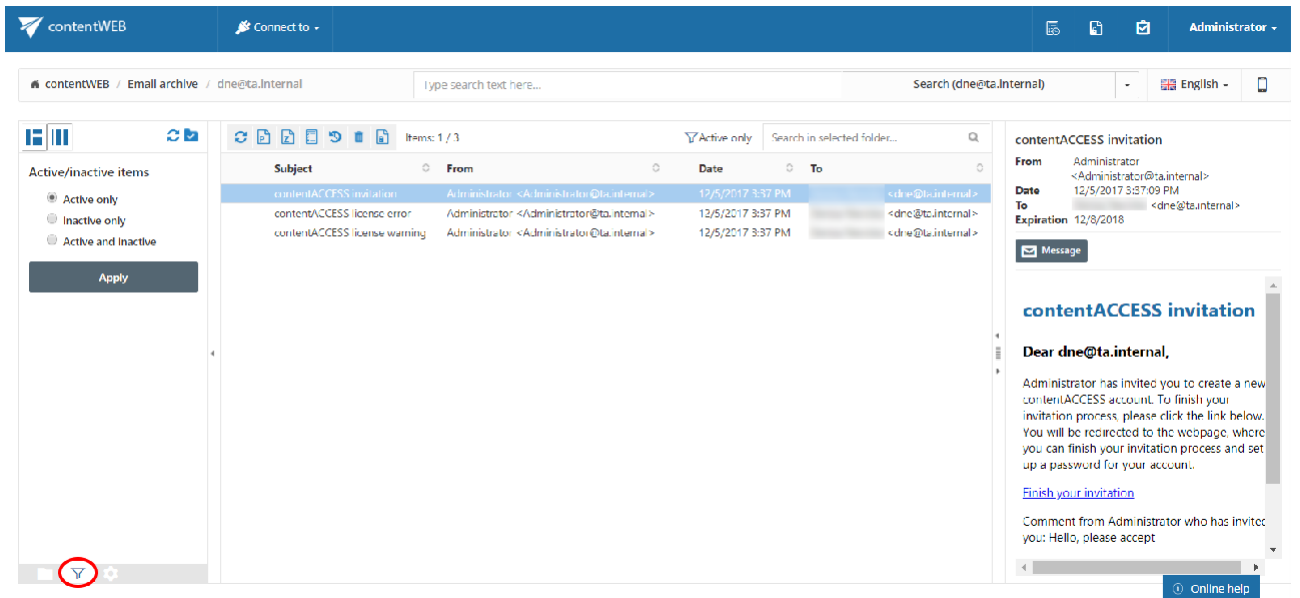 contentWEB
Connect to
Administrator
contentWEB / Email archive / dne@ta.internal
Type search text here...
Search (dne@ta.internal)
English
Items: 1 / 3
Active only
Search in selected folder...
Active/inactive items
Active only
Inactive only
Active and Inactive
Apply
Subject From Date To
contentACCESS invitation Administrator <Administrator@ta.internal> 12/5/2017 3:37 PM <dne@ta.internal>
contentACCESS license error Administrator <Administrator@ta.internal> 12/5/2017 3:37 PM <dne@ta.internal>
contentACCESS license warning Administrator <Administrator@ta.internal> 12/5/2017 3:37 PM <dne@ta.internal>
contentACCESS invitation
From Administrator
<Administrator@ta.internal>
Date 12/5/2017 3:37:09 PM
To <dne@ta.internal>
Expiration 12/8/2018
Message
contentACCESS invitation
Dear dne@ta.internal,
Administrator has invited you to create a new
contentACCESS account. To finish your
invitation process, please click the link below.
You will be redirected to the webpage, where
you can finish your invitation process and set
up a password for your account.
Finish your invitation
Comment from Administrator who has invited
you: Hello, please accept
Online help